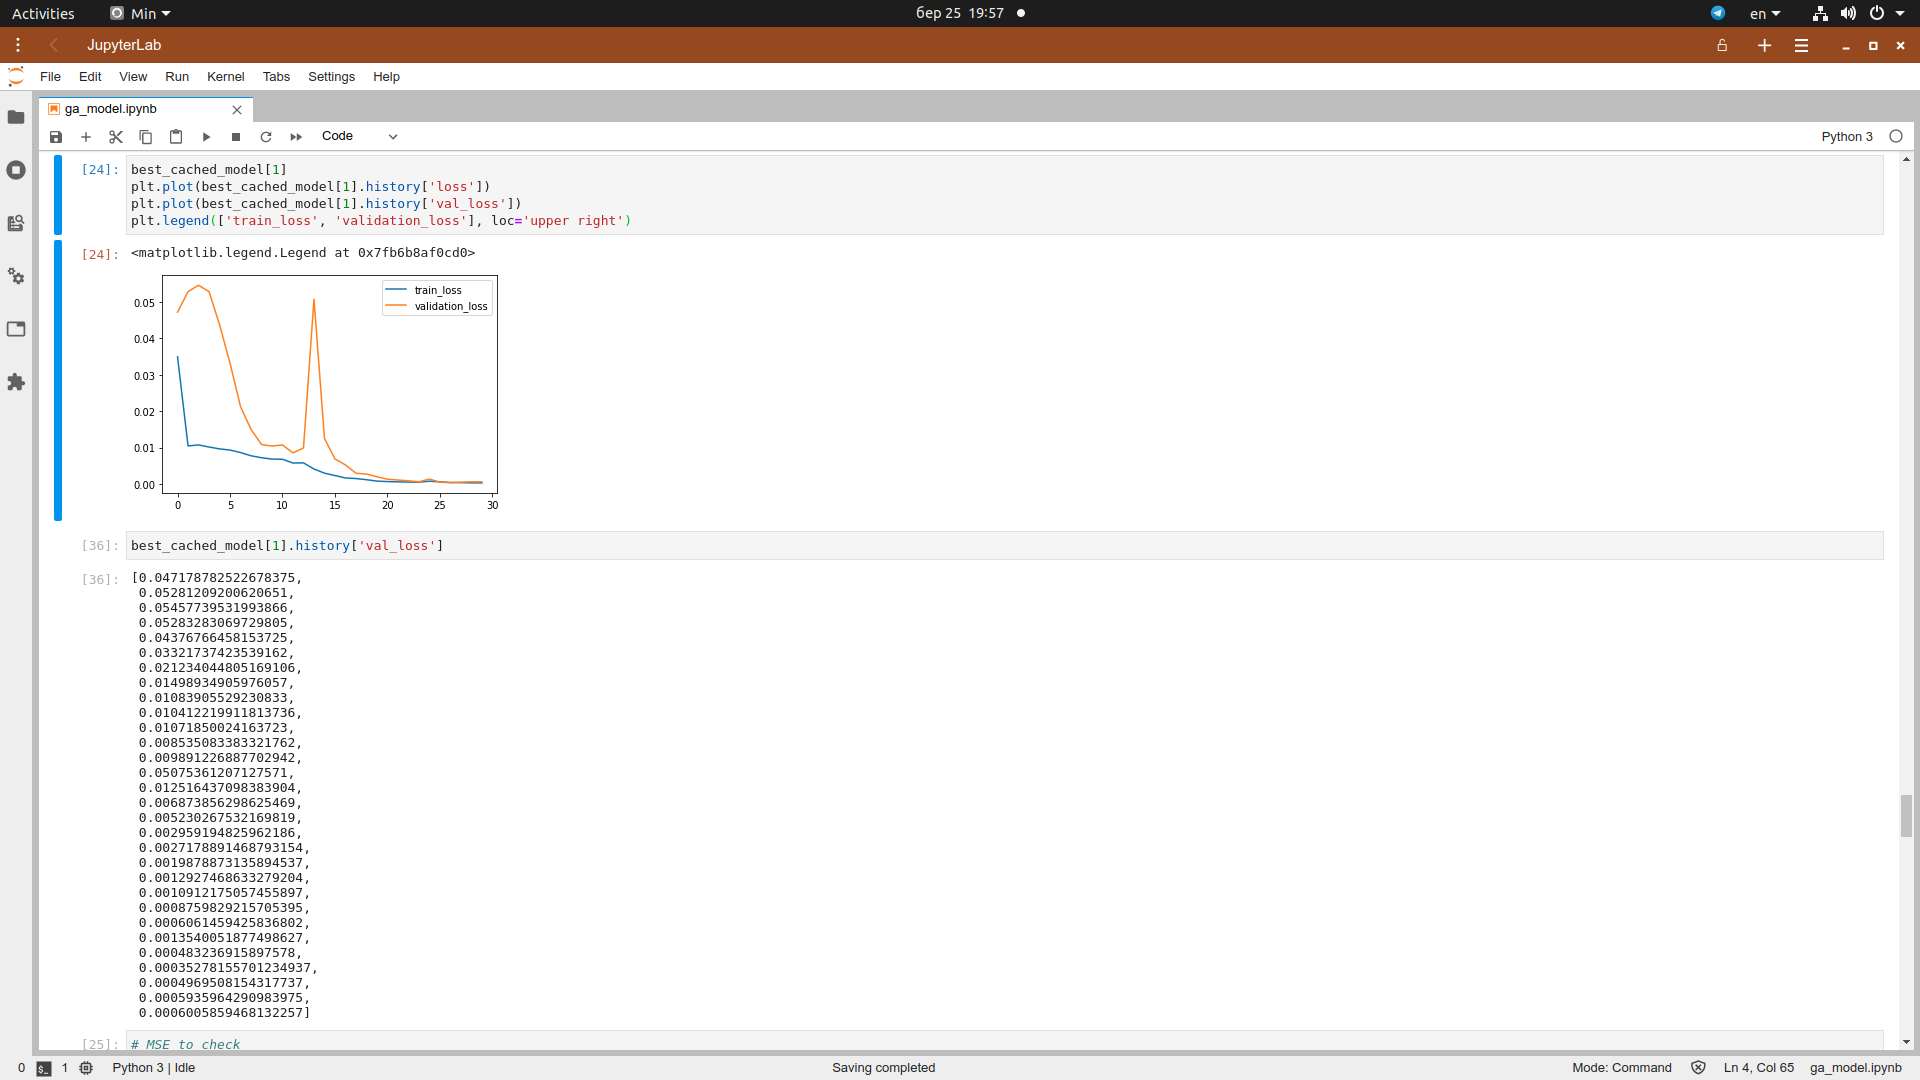 Activities Min бер 25 19:57 en
JupyterLab
File Edit View Run Kernel Tabs Settings Help
ga_model.ipynb
Code Python 3
[24]: best_cached_model[1]
plt.plot(best_cached_model[1].history['loss'])
plt.plot(best_cached_model[1].history['val_loss'])
plt.legend(['train_loss', 'validation_loss'], loc='upper right')
[24]: <matplotlib.legend.Legend at 0x7fb6b8af0cd0>
train_loss
validation_loss
0.05
0.04
0.03
0.02
0.01
0.00
0 5 10 15 20 25 30
[36]: best_cached_model[1].history['val_loss']
[36]: [0.047178782522678375,
0.05281209200620651,
0.05457739531993866,
0.05283283069729805,
0.04376766458153725,
0.03321737423539162,
0.021234044805169106,
0.01498934905976057,
0.01083905529230833,
0.010412219911813736,
0.01071850024163723,
0.008535083383321762,
0.009891226887702942,
0.05075361207127571,
0.012516437098383904,
0.006873856298625469,
0.005230267532169819,
0.002959194825962186,
0.0027178891468793154,
0.0019878873135894537,
0.0012927468633279204,
0.0010912175057455897,
0.0008759829215705395,
0.0006061459425836802,
0.0013540051877498627,
0.000483236915897578,
0.00035278155701234937,
0.0004969508154317737,
0.0005935964290983975,
0.0006005859468132257]
[25]: # MSE to check
0 $_ 1 Python 3 | Idle Saving completed Mode: Command Ln 4, Col 65 ga_model.ipynb